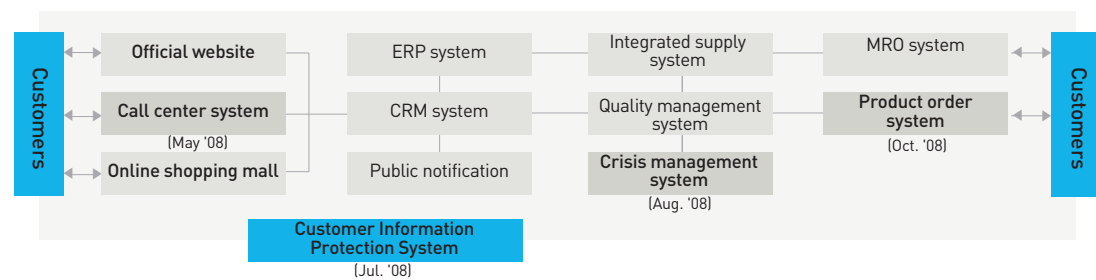 Customers
Official website
Call center system
(May '08)
Online shopping mall
ERP system
CRM system
Public notification
Integrated supply
system
Quality management
system
Crisis management
system
(Aug. '08)
MRO system
Product order
system
(Oct. '08)
Customers
Customer Information
Protection System
(Jul. '08)